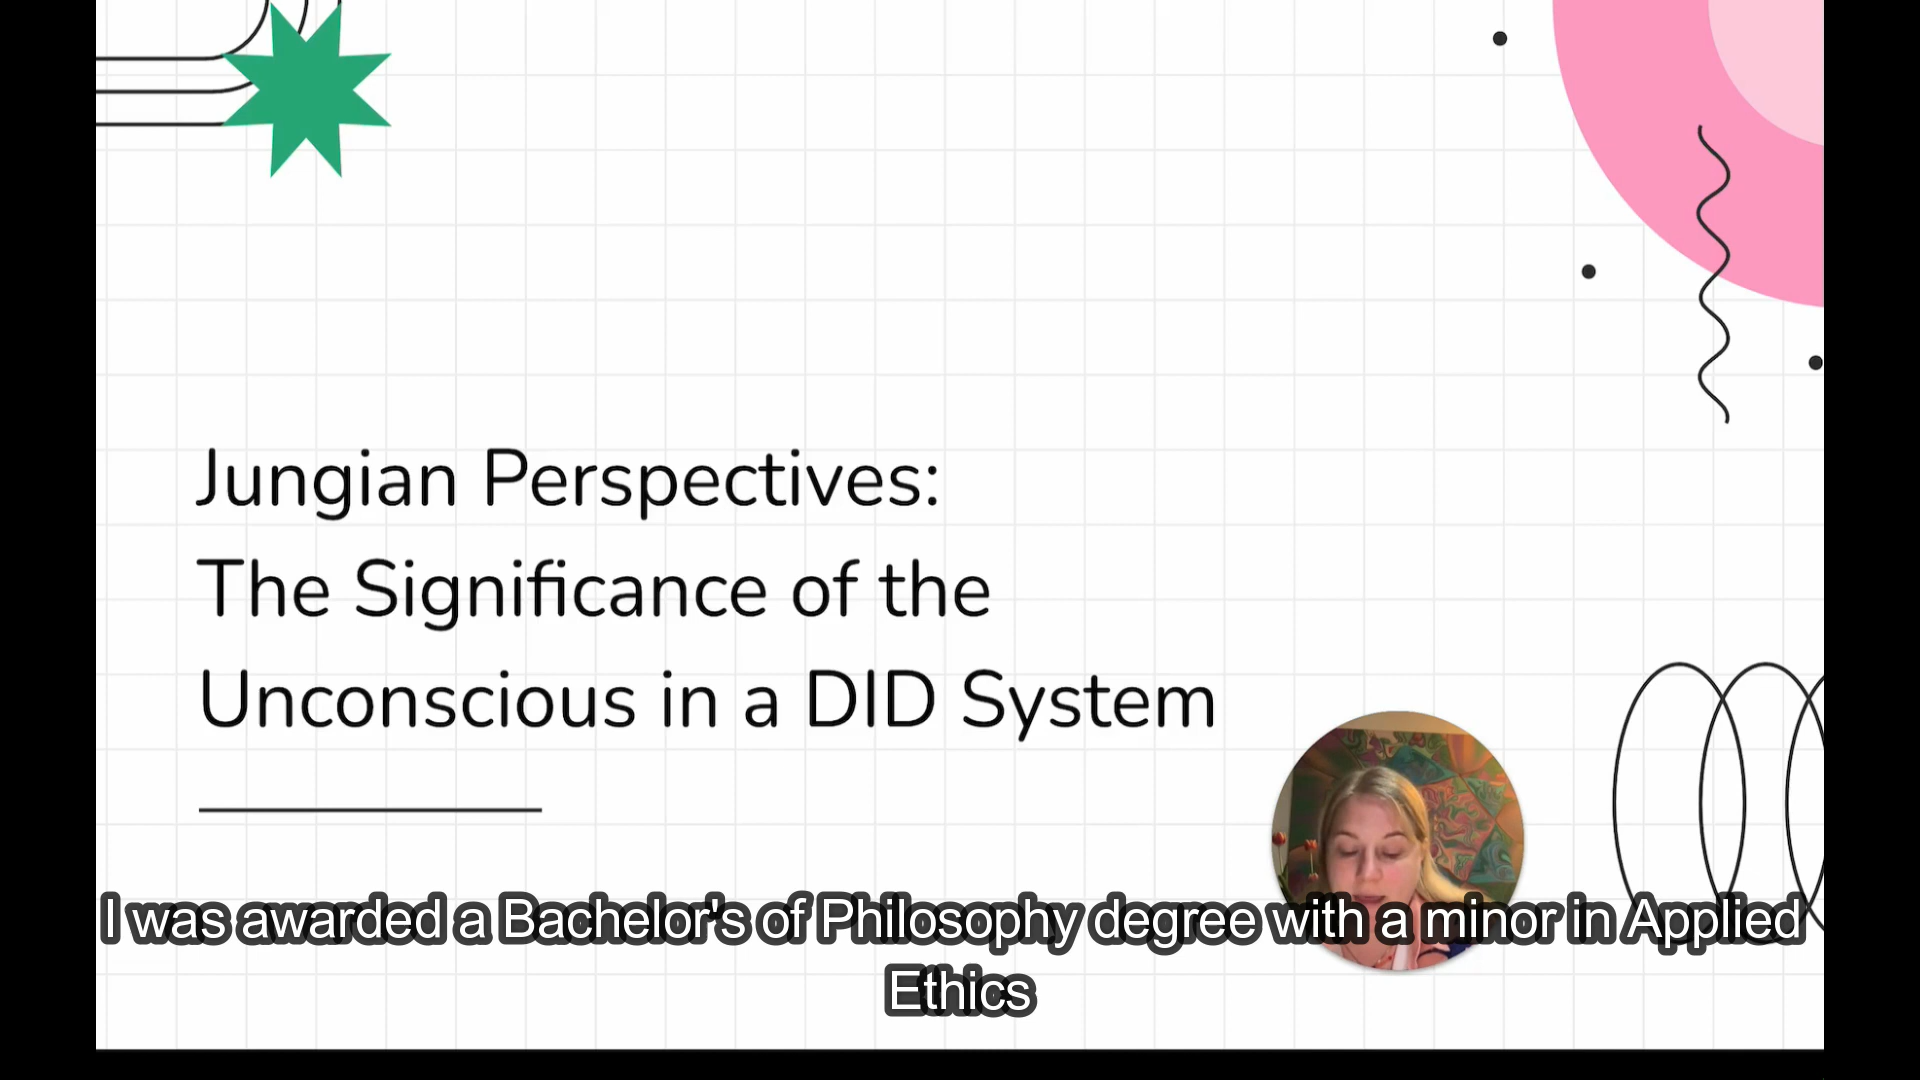 Jungian Perspectives:
The Significance of the
Unconscious in a DID System
I was awarded a Bachelor's of Philosophy degree with a minor in Applied
Ethics